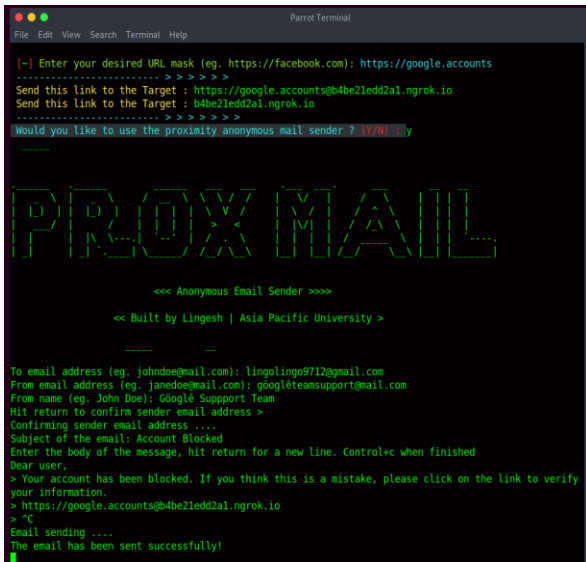 Parrot Terminal
File Edit View Search Terminal Help
[~] Enter your desired URL mask (eg. https://facebook.com): https://google.accounts
------------------------- > > > > > >
Send this link to the Target : https://google.accounts@b4be21edd2a1.ngrok.io
Send this link to the Target : b4be21edd2a1.ngrok.io
------------------------- > > > > > > >
Would you like to use the proximity anonymous mail sender ? (Y/N) : y
PROX MAIL
<<< Anonymous Email Sender >>>>
<< Built by Lingesh | Asia Pacific University >
To email address (eg. johndoe@mail.com): lingolingo9712@gmail.com
From email address (eg. janedoe@mail.com): gõoglêteamsupport@mail.com
From name (eg. John Doe): Gõoglê Suppport Team
Hit return to confirm sender email address >
Confirming sender email address ....
Subject of the email: Account Blocked
Enter the body of the message, hit return for a new line. Control+c when finished
Dear user,
> Your account has been blocked. If you think this is a mistake, please click on the link to verify
your information.
> https://google.accounts@b4be21edd2a1.ngrok.io
> ^C
Email sending ....
The email has been sent successfully!